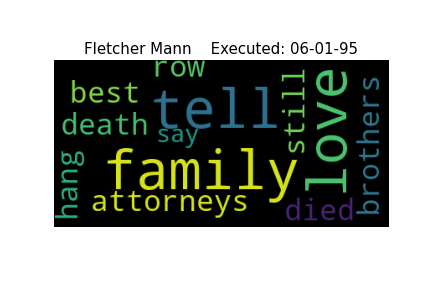 Fletcher Mann    Executed: 06-01-95
row
best
tell
still
love
brothers
death
say
hang
family
attorneys
died